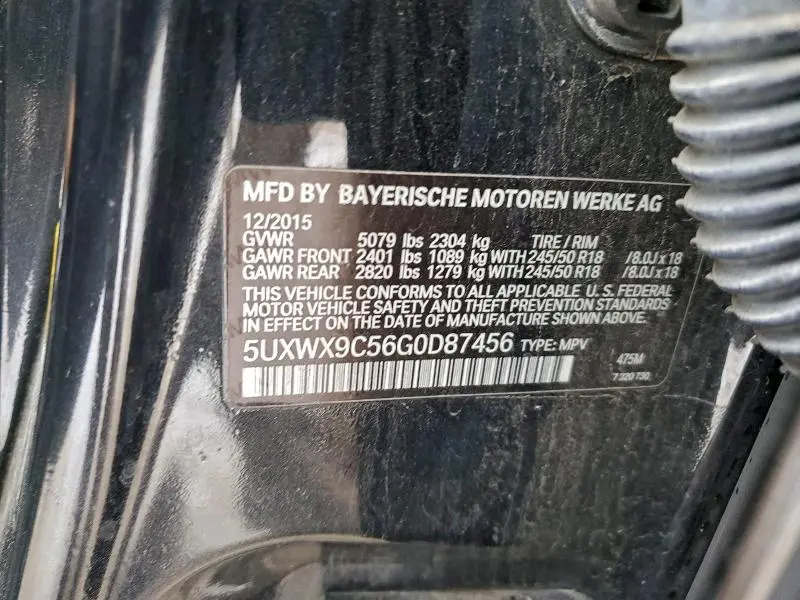 MFD BY BAYERISCHE MOTOREN WERKE AG
12/2015
GVWR 5079 lbs 2304 kg TIRE / RIM
GAWR FRONT 2401 lbs 1089 kg WITH 245/50 R18 /8.0J x 18
GAWR REAR 2820 lbs 1279 kg WITH 245/50 R18 /8.0J x 18
THIS VEHICLE CONFORMS TO ALL APPLICABLE U. S. FEDERAL
MOTOR VEHICLE SAFETY AND THEFT PREVENTION STANDARDS
IN EFFECT ON THE DATE OF MANUFACTURE SHOWN ABOVE.
5UXWX9C56G0D87456 TYPE: MPV
475M
7 320 730